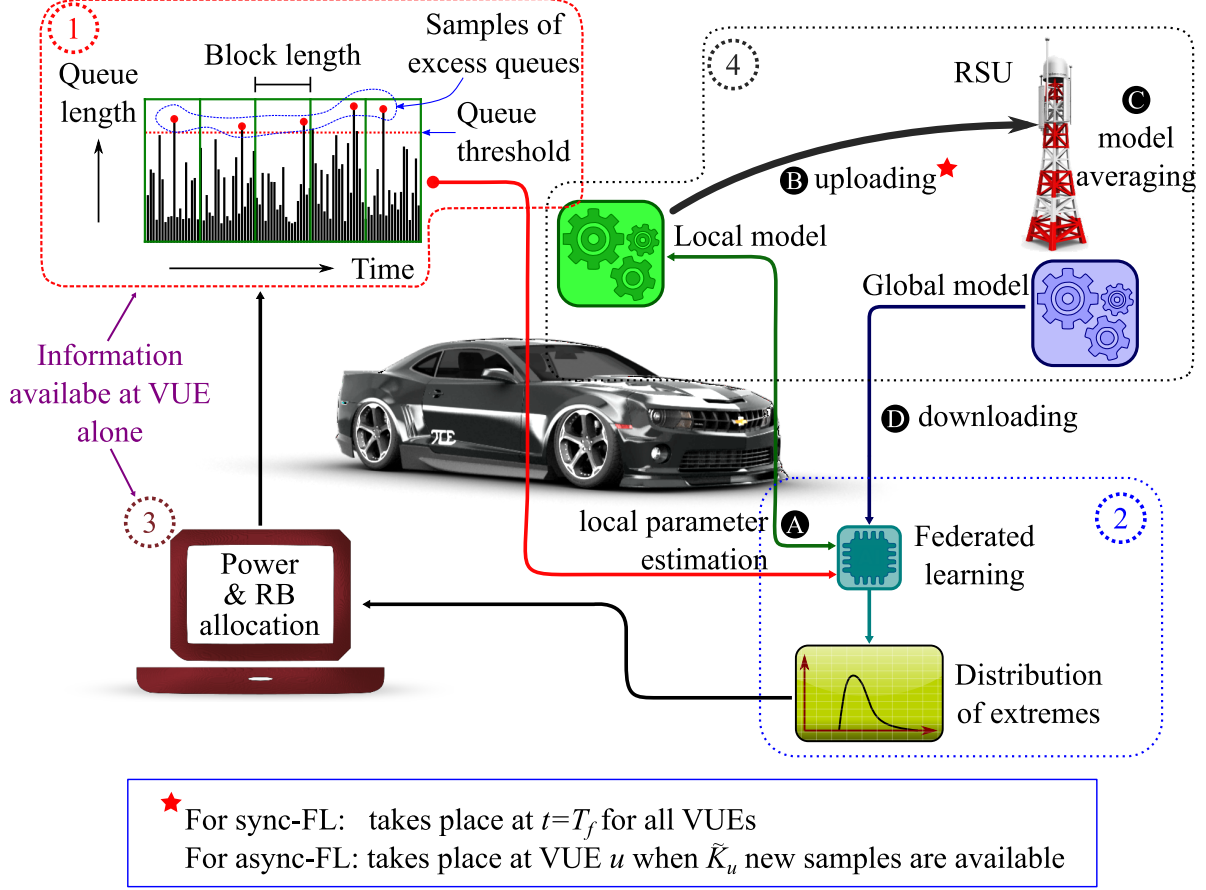 1
Queue
length
Block length
Samples of
excess queues
Queue
threshold
Time
4
RSU
C
model
averaging
B uploading
Local model
Global model
D downloading
Information
availabe at VUE
alone
3
Power
& RB
allocation
local parameter A
estimation
2
Federated
learning
Distribution
of extremes
For sync-FL: takes place at t=T_f for all VUEs
For async-FL: takes place at VUE u when K̃_u new samples are available